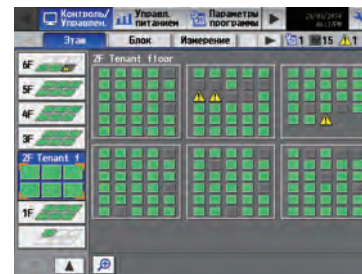 Контроль/
Управлен.
Управл.
питанием
Параметры
программы
Этаж
Блок
Измерение
1
15
1
6F
2F Tenant floor
5F
4F
3F
2F Tenant f
1F